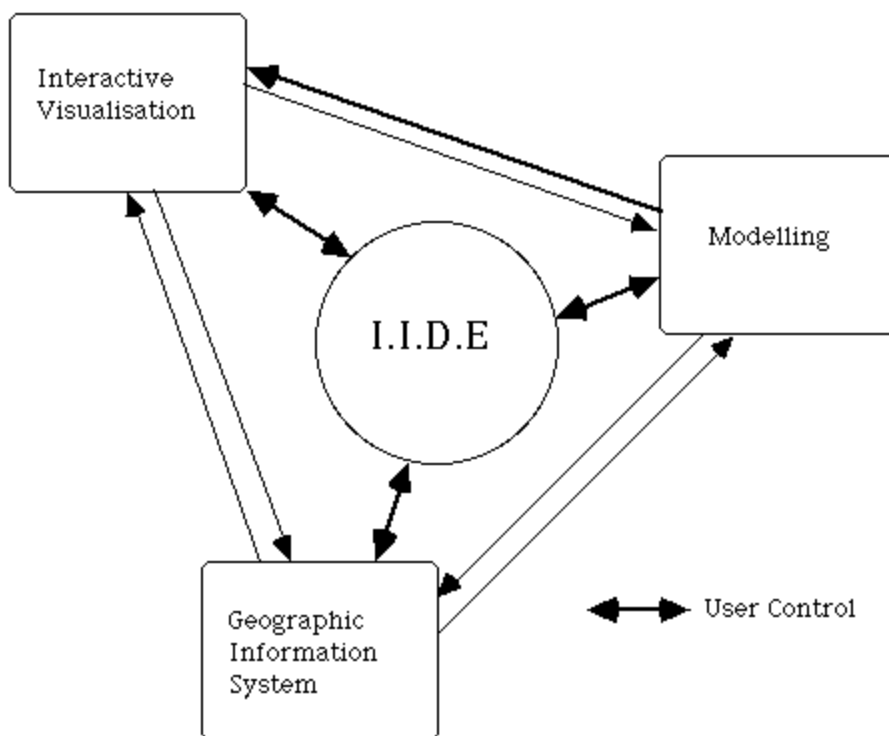 Interactive
Visualisation
Modelling
I.I.D.E
Geographic
Information
System
User Control